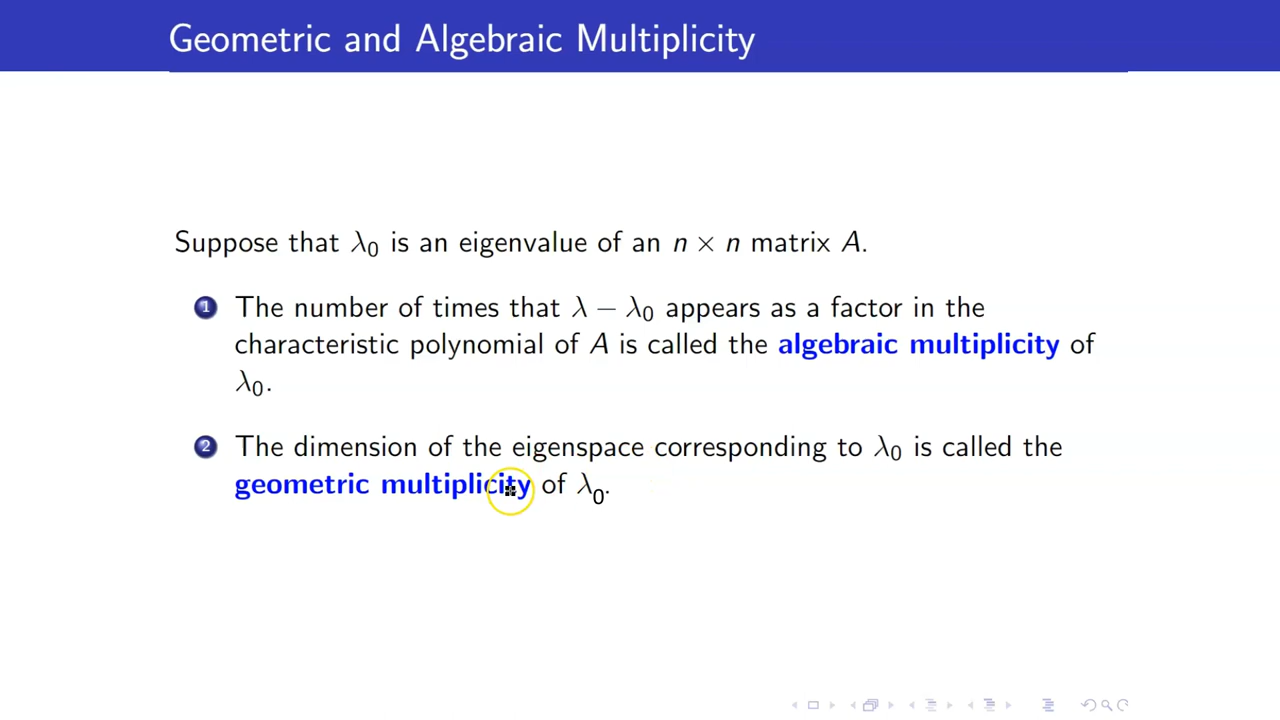 Geometric and Algebraic Multiplicity
Suppose that λ₀ is an eigenvalue of an n × n matrix A.
1 The number of times that λ − λ₀ appears as a factor in the
characteristic polynomial of A is called the algebraic multiplicity of
λ₀.
2 The dimension of the eigenspace corresponding to λ₀ is called the
geometric multiplicity of λ₀.